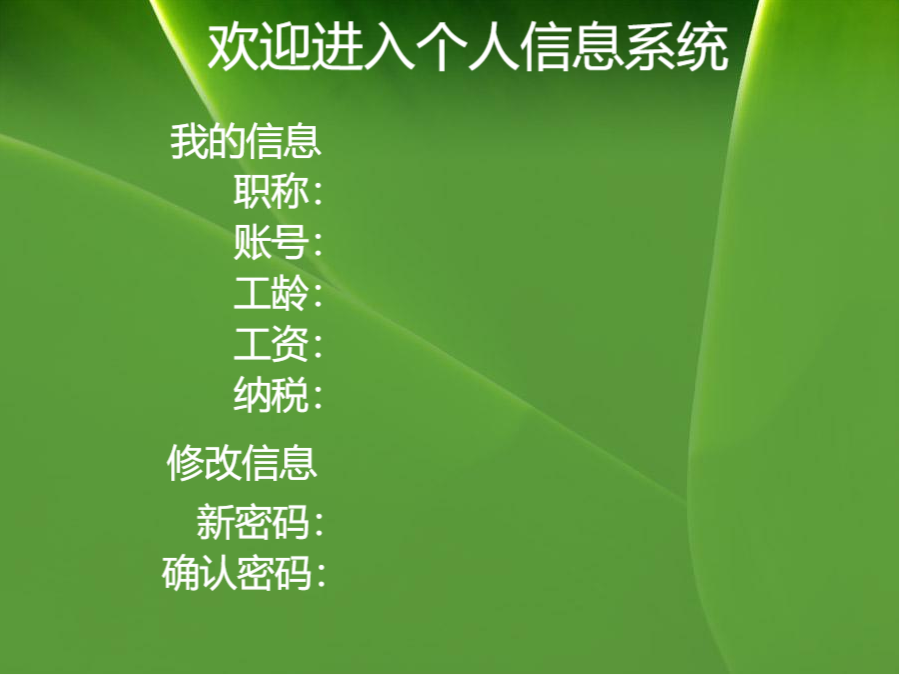 欢迎进入个人信息系统
我的信息
职称：
账号：
工龄：
工资：
纳税：
修改信息
新密码：
确认密码：